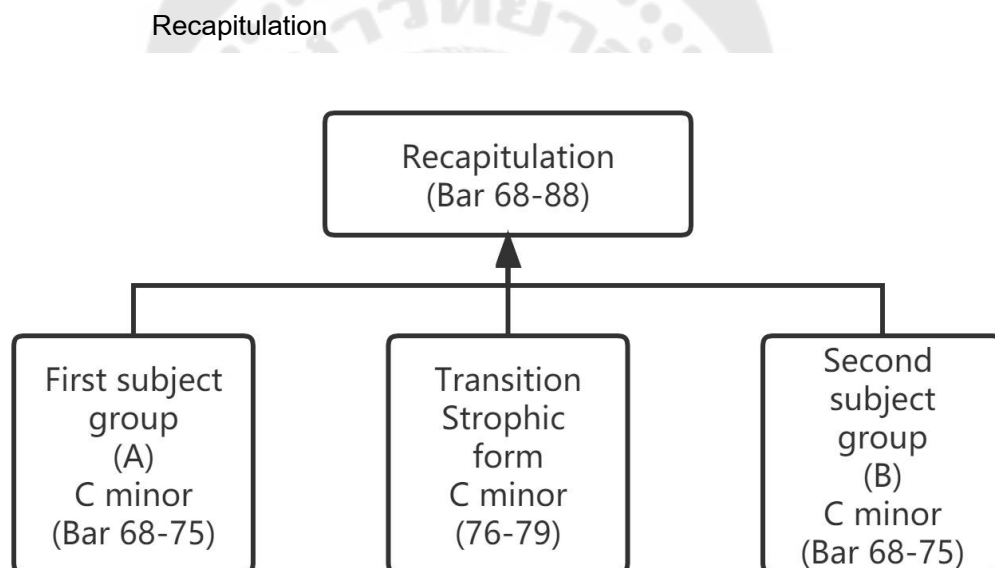 Recapitulation
Recapitulation
(Bar 68-88)
First subject
group
(A)
C minor
(Bar 68-75)
Transition
Strophic
form
C minor
(76-79)
Second
subject
group
(B)
C minor
(Bar 68-75)